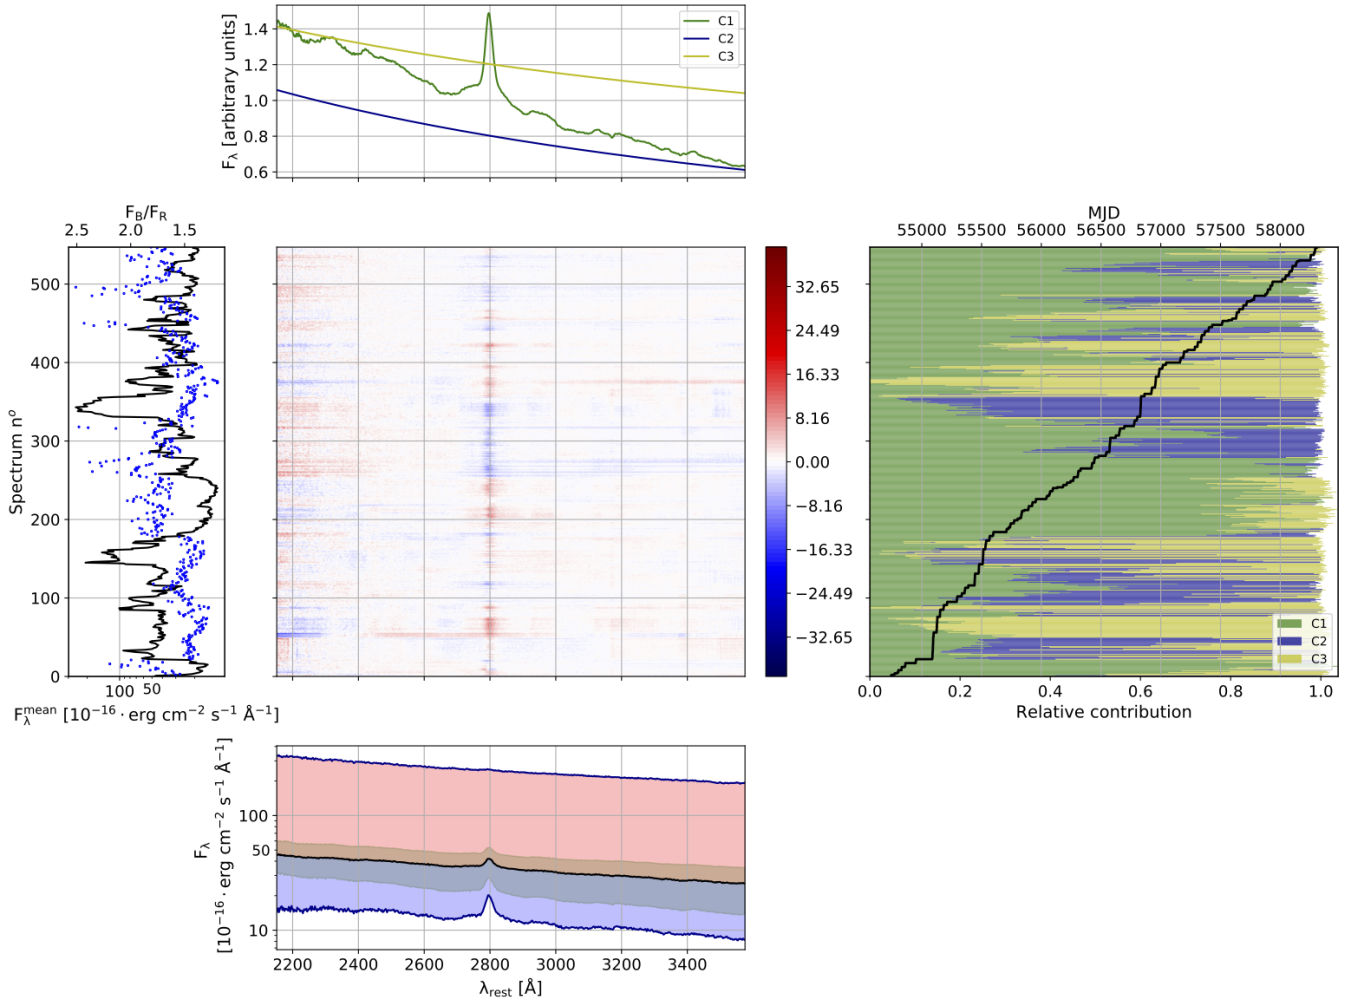 F_λ [arbitrary units]
1.4
1.2
1.0
0.8
0.6
C1
C2
C3
F_B/F_R
2.5 2.0 1.5
Spectrum n^o
500
400
300
200
100
0
100 50
F_λ^mean [10^−16 · erg cm^−2 s^−1 Å^−1]
32.65
24.49
16.33
8.16
0.00
−8.16
−16.33
−24.49
−32.65
MJD
55000 55500 56000 56500 57000 57500 58000
C1
C2
C3
0.0 0.2 0.4 0.6 0.8 1.0
Relative contribution
F_λ
[10^−16 · erg cm^−2 s^−1 Å^−1]
100
50
10
2200 2400 2600 2800 3000 3200 3400
λ_rest [Å]